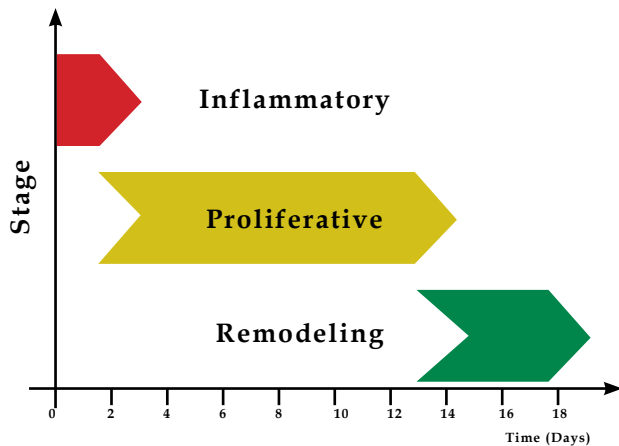 Inflammatory
Stage
Proliferative
Remodeling
0 2 4 6 8 10 12 14 16 18
Time (Days)